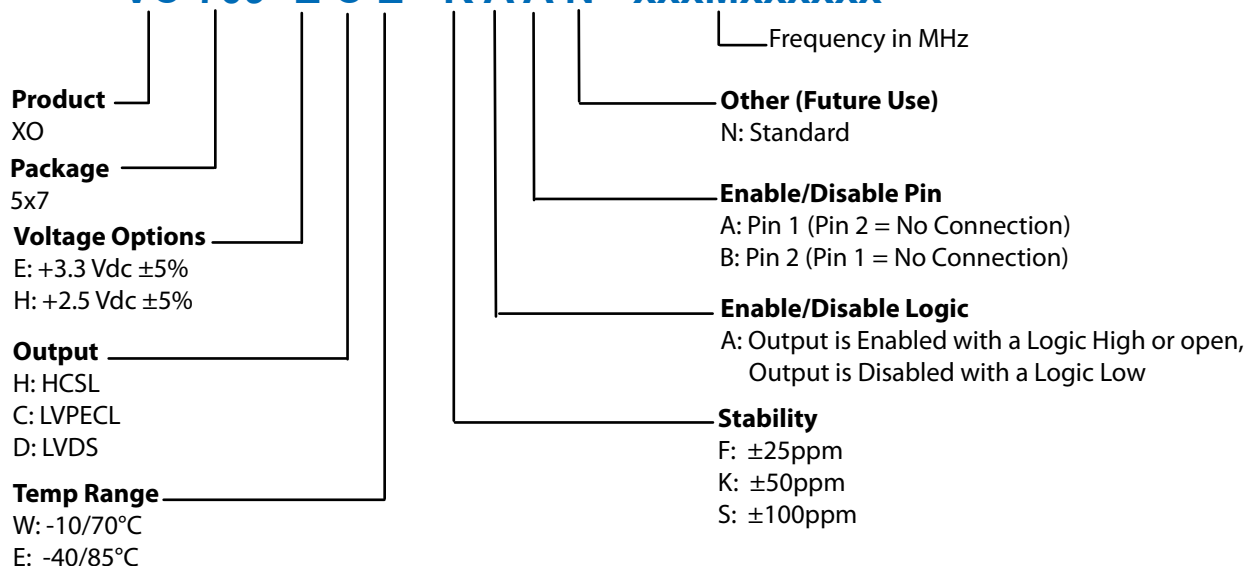 Frequency in MHz
Product
XO
Package
5x7
Voltage Options
E: +3.3 Vdc ±5%
H: +2.5 Vdc ±5%
Output
H: HCSL
C: LVPECL
D: LVDS
Temp Range
W: -10/70°C
E: -40/85°C
Other (Future Use)
N: Standard
Enable/Disable Pin
A: Pin 1 (Pin 2 = No Connection)
B: Pin 2 (Pin 1 = No Connection)
Enable/Disable Logic
A: Output is Enabled with a Logic High or open,
Output is Disabled with a Logic Low
Stability
F: ±25ppm
K: ±50ppm
S: ±100ppm